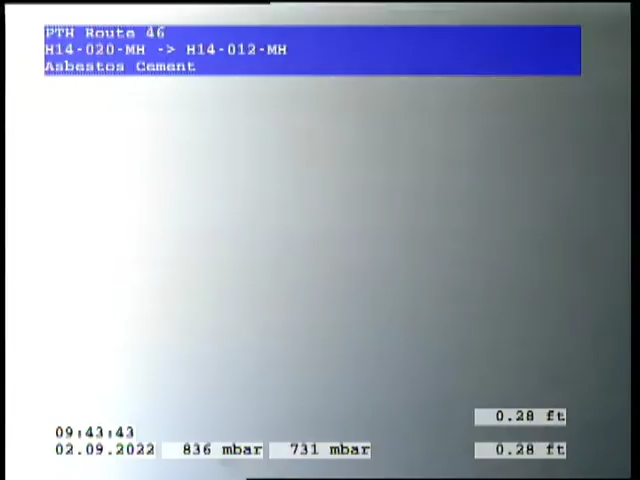 PTH Route 46
H14-020-MH -> H14-012-MH
Asbestos Cement
0.28 ft
09:43:43
02.09.2022 836 mbar 731 mbar 0.28 ft